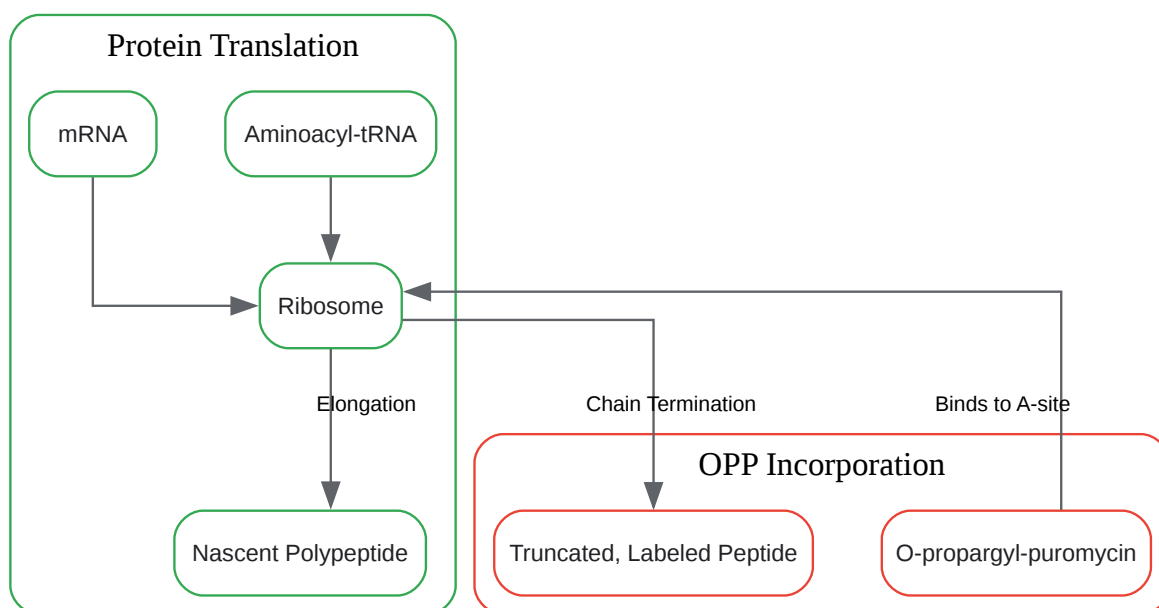 Protein Translation
mRNA
Aminoacyl-tRNA
Ribosome
Elongation
Chain Termination
Binds to A-site
OPP Incorporation
Nascent Polypeptide
Truncated, Labeled Peptide
O-propargyl-puromycin